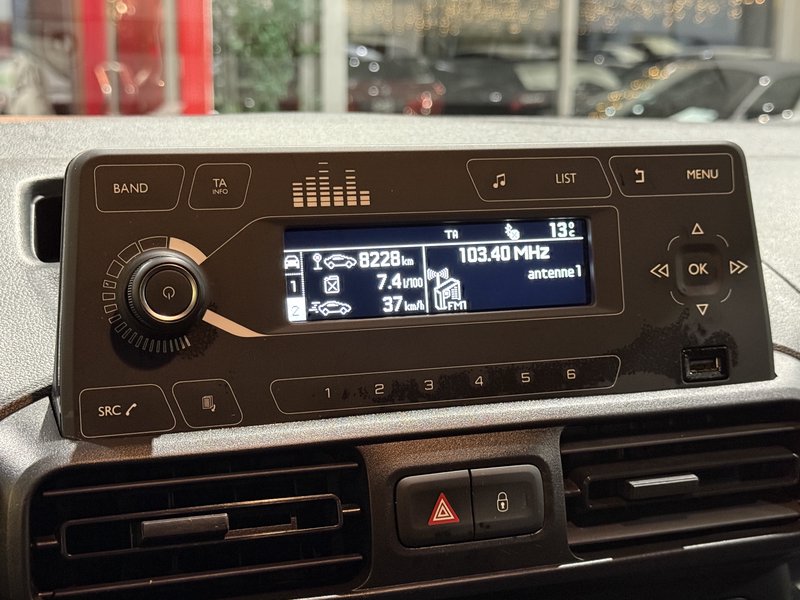 BAND
TA
INFO
LIST
MENU
TA
13°C
8228 km
7.4 l/100
37 km/h
1
2
103.40 MHz
antenne 1
FM1
OK
SRC
1 2 3 4 5 6